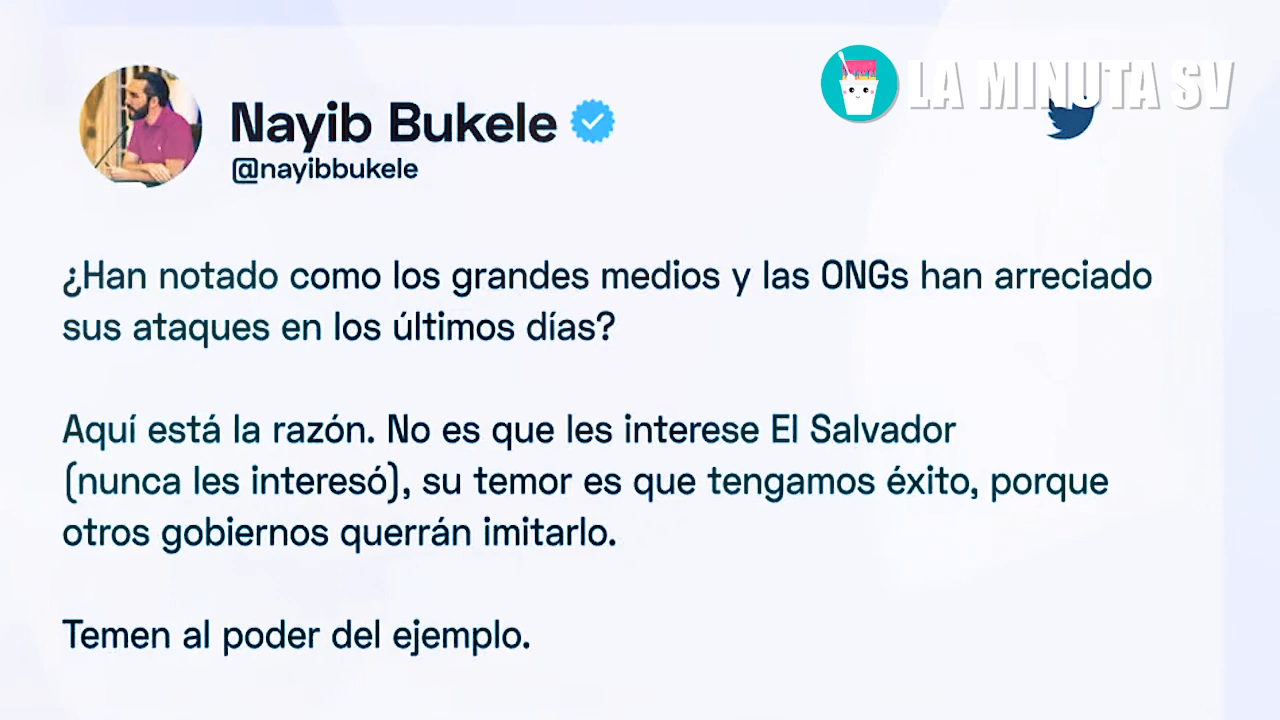 LA MINUTA SV
Nayib Bukele
@nayibbukele
¿Han notado como los grandes medios y las ONGs han arreciado
sus ataques en los últimos días?
Aquí está la razón. No es que les interese El Salvador
(nunca les interesó), su temor es que tengamos éxito, porque
otros gobiernos querrán imitarlo.
Temen al poder del ejemplo.